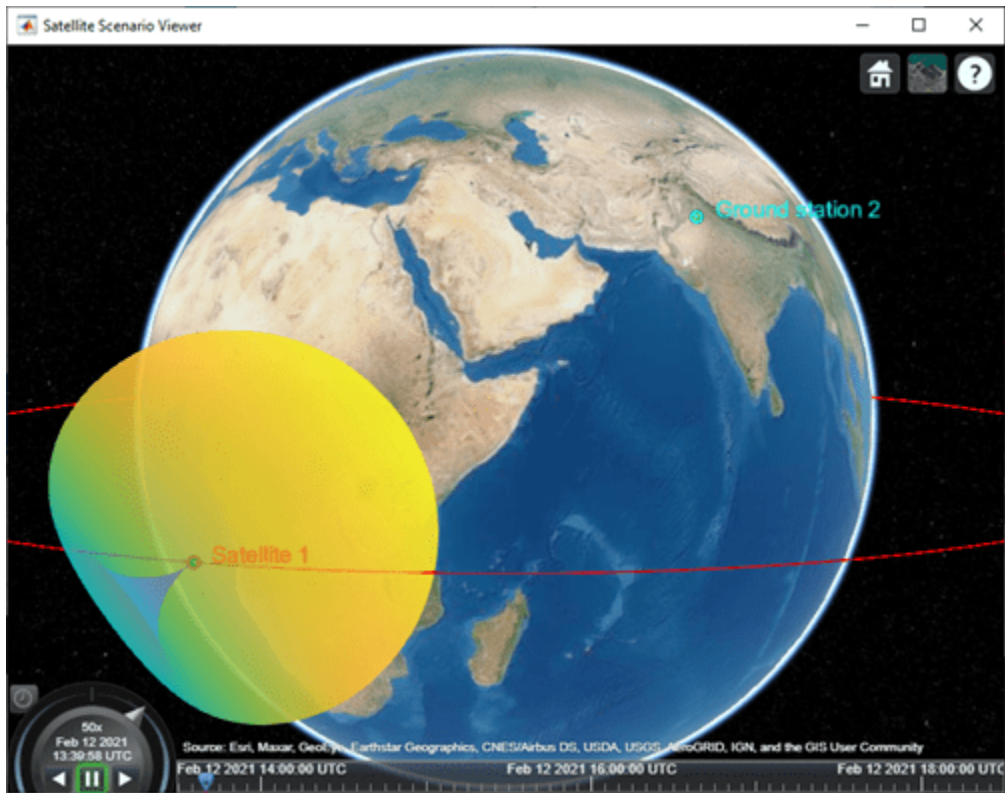 Satellite Scenario Viewer
?
Ground station 2
Satellite 1
50x
Feb 12 2021
13:39:58 UTC
Source: Esri, Maxar, Earthstar Geographics, CNES/Airbus DS, USDA, USGS, AeroGRID, IGN, and the GIS User Community
Feb 12 2021 14:00:00 UTC
Feb 12 2021 16:00:00 UTC
Feb 12 2021 18:00:00 UTC